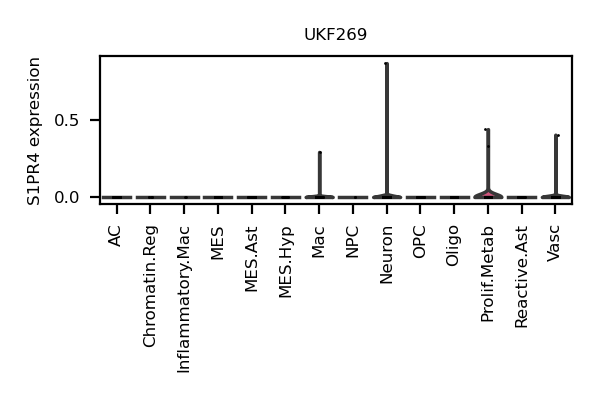 UKF269
S1PR4 expression
0.5
0.0
AC
Chromatin.Reg
Inflammatory.Mac
MES
MES.Ast
MES.Hyp
Mac
NPC
Neuron
OPC
Oligo
Prolif.Metab
Reactive.Ast
Vasc